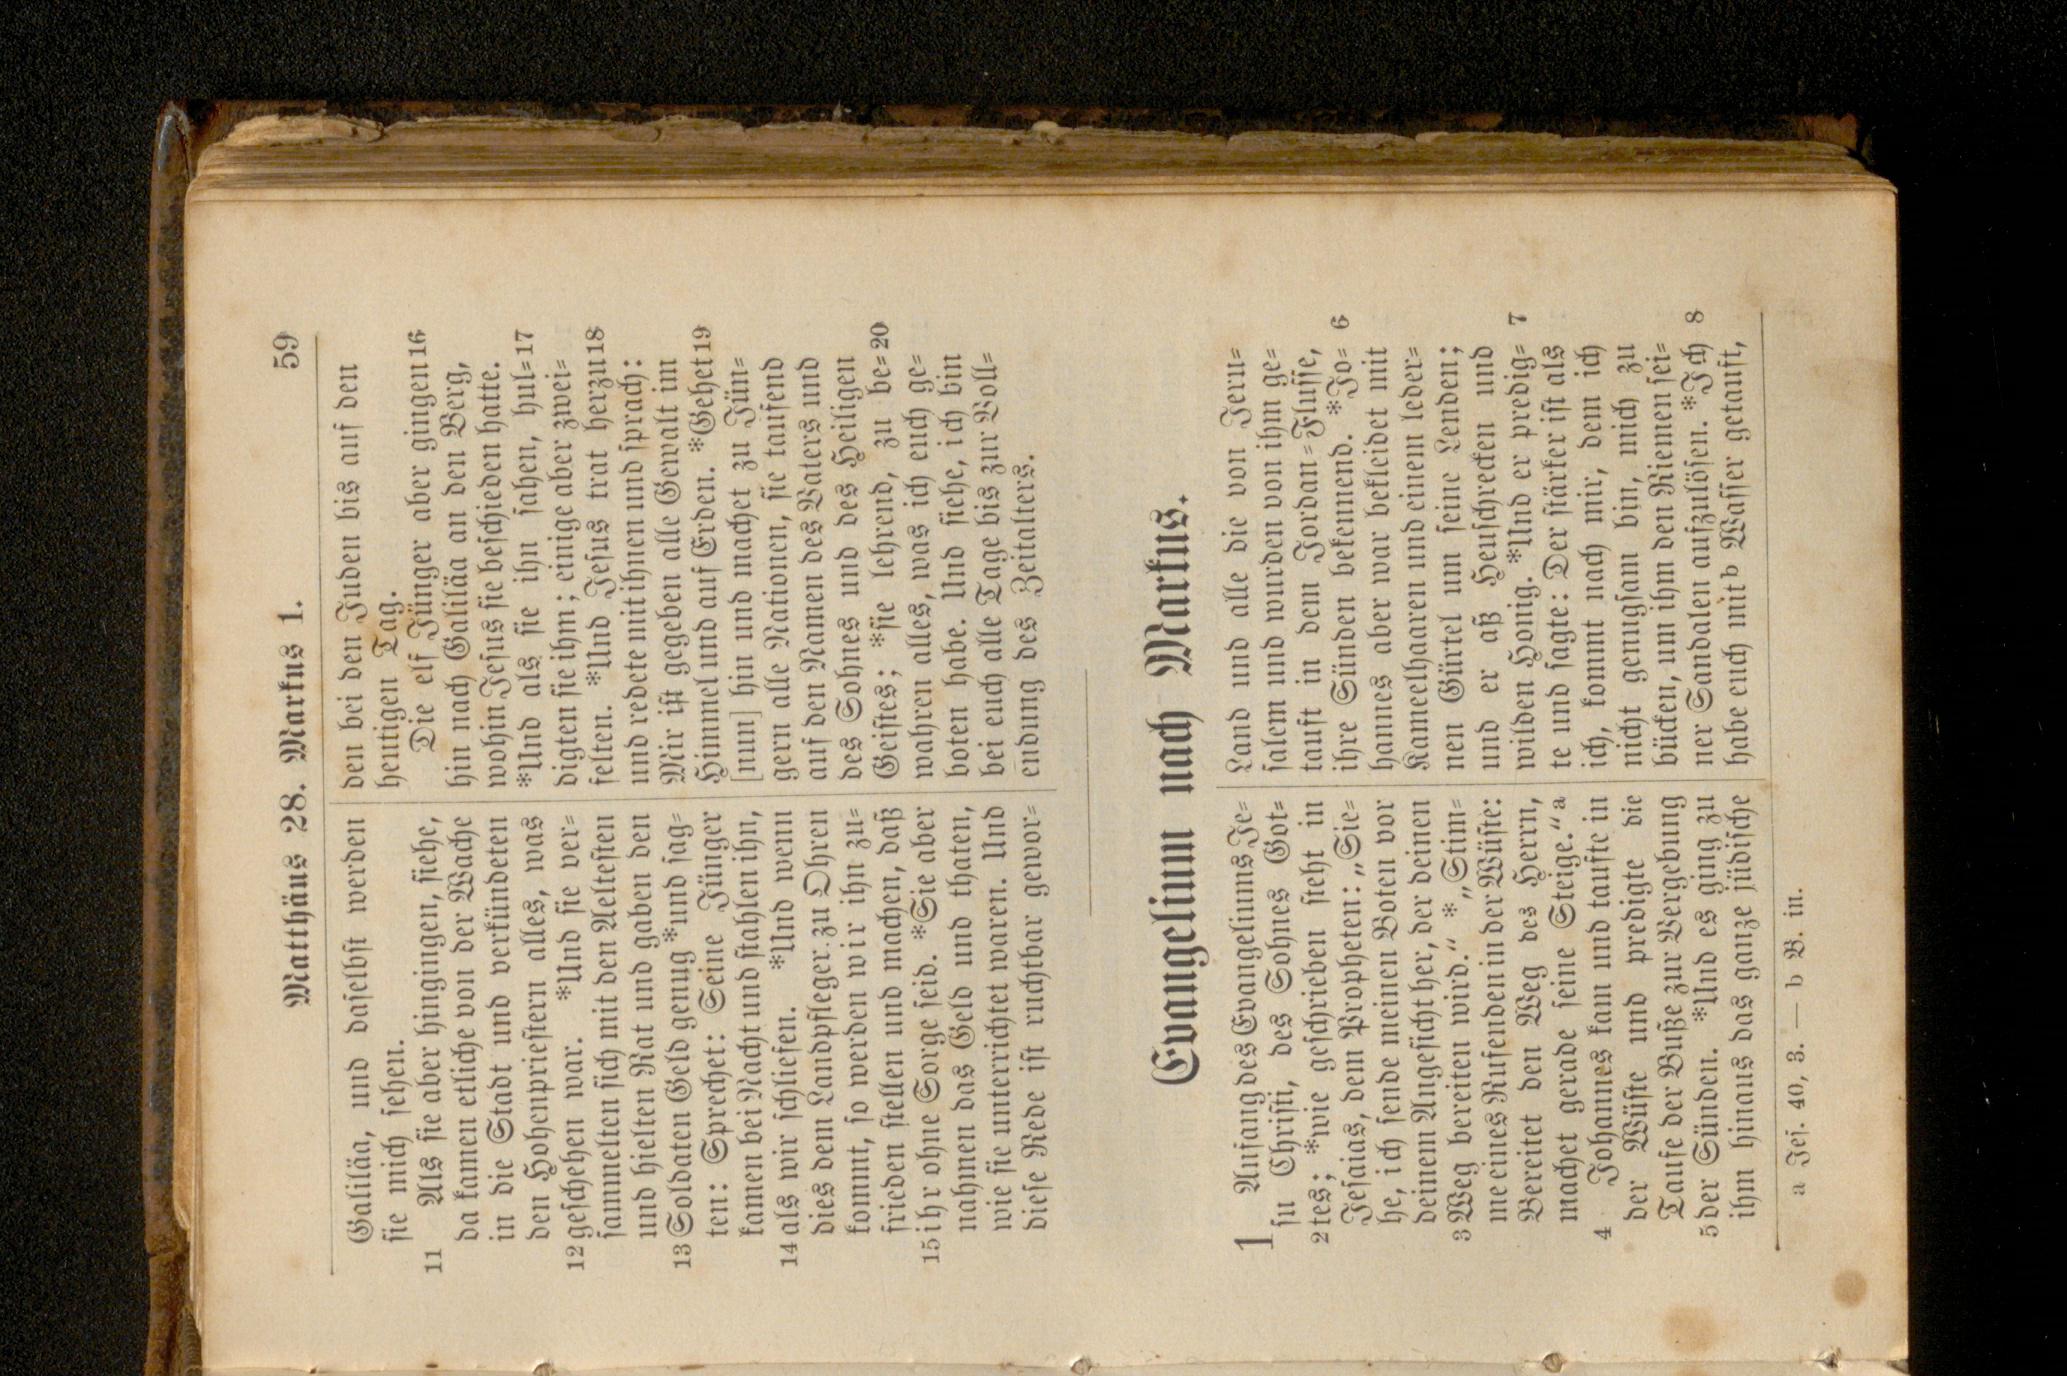 Matthäus 28. Markus 1. 59
Galiläa, und daselbst werden
sie mich sehen.
11 Als sie aber hingingen, siehe,
da kamen etliche von der Wache
in die Stadt und verkündeten
den Hohenpriestern alles, was
12 geschehen war. *Und sie ver=
sammelten sich mit den Aeltesten
und hielten Rat und gaben den
13 Soldaten Geld genug *und sag=
ten: Sprechet: Seine Jünger
kamen bei Nacht und stahlen ihn,
14 als wir schliefen. *Und wenn
dies dem Landpfleger zu Ohren
kommt, so werden wir ihn zu=
frieden stellen und machen, daß
15 ihr ohne Sorge seid. *Sie aber
nahmen das Geld und thaten,
wie sie unterrichtet waren. Und
diese Rede ist ruchtbar gewor=
den bei den Juden bis auf den
heutigen Tag.
Die elf Jünger aber gingen 16
hin nach Galiläa an den Berg,
wohin Jesus sie beschieden hatte.
*Und als sie ihn sahen, hul= 17
digten sie ihm; einige aber zwei=
felten. *Und Jesus trat herzu 18
und redete mit ihnen und sprach:
Mir ist gegeben alle Gewalt im
Himmel und auf Erden. *Gehet 19
[nun] hin und machet zu Jün=
gern alle Nationen, sie taufend
auf den Namen des Vaters und
des Sohnes und des Heiligen
Geistes; *sie lehrend, zu be= 20
wahren alles, was ich euch ge=
boten habe. Und siehe, ich bin
bei euch alle Tage bis zur Voll=
endung des Zeitalters.
Evangelium nach Markus.
1 Anfang des Evangeliums Je=
su Christi, des Sohnes Got=
2 tes; *wie geschrieben steht in
Jesaias, dem Propheten: „Sie=
he, ich sende meinen Boten vor
deinem Angesicht her, der deinen
3 Weg bereiten wird.“ *„Stim=
me eines Rufenden in der Wüste:
Bereitet den Weg des Herrn,
machet gerade seine Steige.“ a
4 Johannes kam und taufte in
der Wüste und predigte die
Taufe der Buße zur Vergebung
5 der Sünden. *Und es ging zu
ihm hinaus das ganze jüdische
Land und alle die von Jeru=
salem und wurden von ihm ge=
tauft in dem Jordan=Flusse,
ihre Sünden bekennend. *Jo= 6
hannes aber war bekleidet mit
Kameelhaaren und einem leder=
nen Gürtel um seine Lenden;
und er aß Heuschrecken und
wilden Honig. *Und er predig= 7
te und sagte: Der stärker ist als
ich, kommt nach mir, dem ich
nicht genugsam bin, mich zu
bücken, um ihm den Riemen sei=
ner Sandalen aufzulösen. *Ich 8
habe euch mit b Wasser getauft,
a Jes. 40, 3. — b W. in.